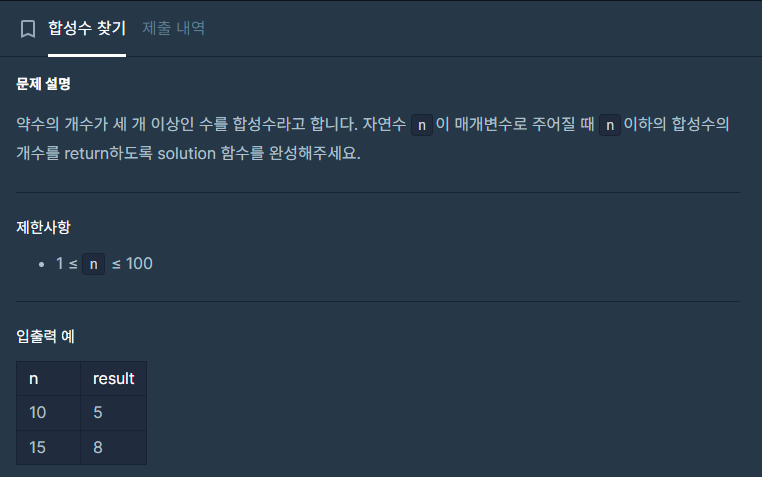 합성수 찾기 제출 내역
문제 설명
약수의 개수가 세 개 이상인 수를 합성수라고 합니다. 자연수 n이 매개변수로 주어질 때 n이하의 합성수의
개수를 return하도록 solution 함수를 완성해주세요.
제한사항
• 1 ≤ n ≤ 100
입출력 예
n result
10 5
15 8